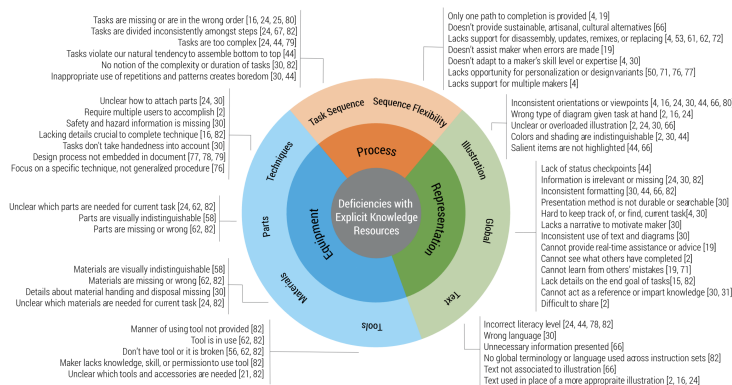 Tasks are missing or are in the wrong order [16, 24, 25, 80]
Tasks are divided inconsistently amongst steps [24, 67, 82]
Tasks are too complex [24, 44, 79]
Tasks violate our natural tendency to assemble bottom to top [44]
No notion of the complexity or duration of tasks [30, 82]
Inappropriate use of repetitions and patterns creates boredom [30, 44]
Only one path to completion is provided [4, 19]
Doesn't provide sustainable, artisanal, cultural alternatives [66]
Lacks support for disassembly, updates, remixes, or replacing [4, 53, 61, 62, 72]
Doesn't assist maker when errors are made [19]
Doesn't adapt to a maker's skill level or expertise [4, 30]
Lacks opportunity for personalization or design variants [50, 71, 76, 77]
Lacks support for multiple makers [4]
Unclear how to attach parts [24, 30]
Require multiple users to accomplish [2]
Safety and hazard information is missing [30]
Lacking details crucial to complete technique [16, 82]
Tasks don't take handedness into account [30]
Design process not embedded in document [77, 78, 79]
Focus on a specific technique, not generalized procedure [76]
Unclear which parts are needed for current task [24, 62, 82]
Parts are visually indistinguishable [58]
Parts are missing or wrong [62, 82]
Materials are visually indistinguishable [58]
Materials are missing or wrong [62, 82]
Details about material handing and disposal missing [30]
Unclear which materials are needed for current task [24, 82]
Manner of using tool not provided [82]
Tool is in use [62, 82]
Don't have tool or it is broken [56, 62, 82]
Maker lacks knowledge, skill, or permission to use tool [82]
Unclear which tools and accessories are needed [21, 82]
Task Sequence
Sequence Flexibility
Process
Techniques
Parts
Materials
Tools
Equipment
Deficiencies with
Explicit Knowledge
Resources
Representation
Illustration
Global
Text
Inconsistent orientations or viewpoints [4, 16, 24, 30, 44, 66, 80
Wrong type of diagram given task at hand [2, 16, 24]
Unclear or overloaded illustration [2, 24, 30, 66]
Colors and shading are indistinguishable [2, 30, 44]
Salient items are not highlighted [44, 66]
Lack of status checkpoints [44]
Information is irrelevant or missing [24, 30, 82]
Inconsistent formatting [30, 44, 66, 82]
Presentation method is not durable or searchable [30]
Hard to keep track of, or find, current task[4, 30]
Lacks a narrative to motivate maker [30]
Inconsistent use of text and diagrams [30]
Cannot provide real-time assistance or advice [19]
Cannot see what others have completed [2]
Cannot learn from others' mistakes [19, 71]
Lack details on the end goal of tasks[15, 82]
Cannot act as a reference or impart knowledge [30, 31]
Difficult to share [2]
Incorrect literacy level [24, 44, 78, 82]
Wrong language [30]
Unnecessary information presented [66]
No global terminology or language used across instruction sets [82]
Text not associated to illustration [66]
Text used in place of a more appropraite illustration [2, 16, 24]